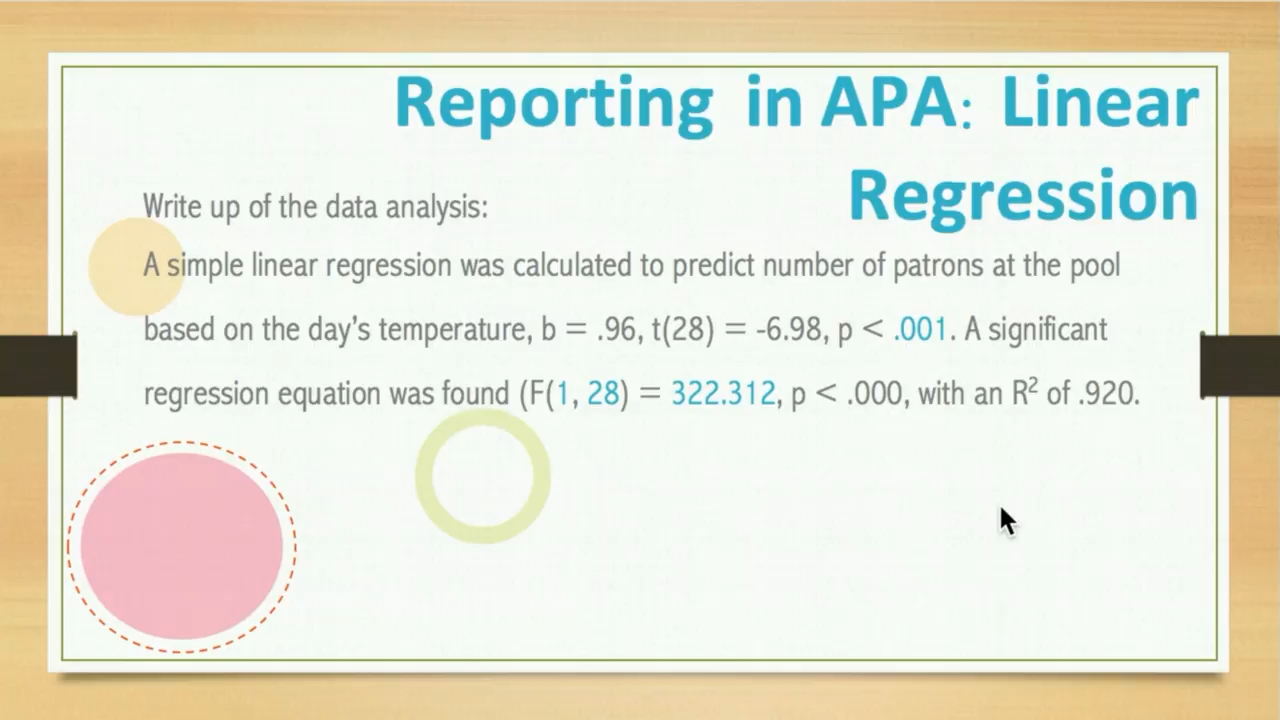 Reporting in APA: Linear
Regression
Write up of the data analysis:
A simple linear regression was calculated to predict number of patrons at the pool
based on the day’s temperature, b = .96, t(28) = -6.98, p < .001. A significant
regression equation was found (F(1, 28) = 322.312, p < .000, with an R² of .920.